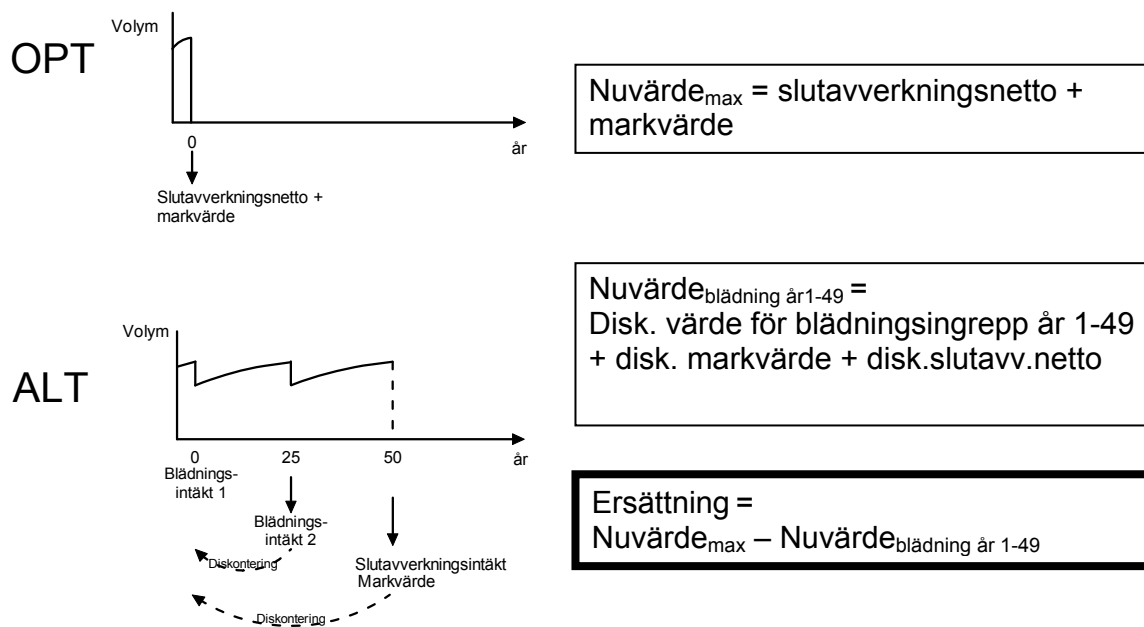 OPT
Volym
0
år
Slutavverkningsnetto +
markvärde
Nuvärdemax = slutavverkningsnetto +
markvärde
ALT
Volym
0
25
50
år
Blädnings-
intäkt 1
Blädnings-
intäkt 2
Diskontering
Slutavverkningsintäkt
Markvärde
Diskontering
Nuvärdeblädning år1-49 =
Disk. värde för blädningsingrepp år 1-49
+ disk. markvärde + disk.slutavv.netto
Ersättning =
Nuvärdemax – Nuvärdeblädning år 1-49